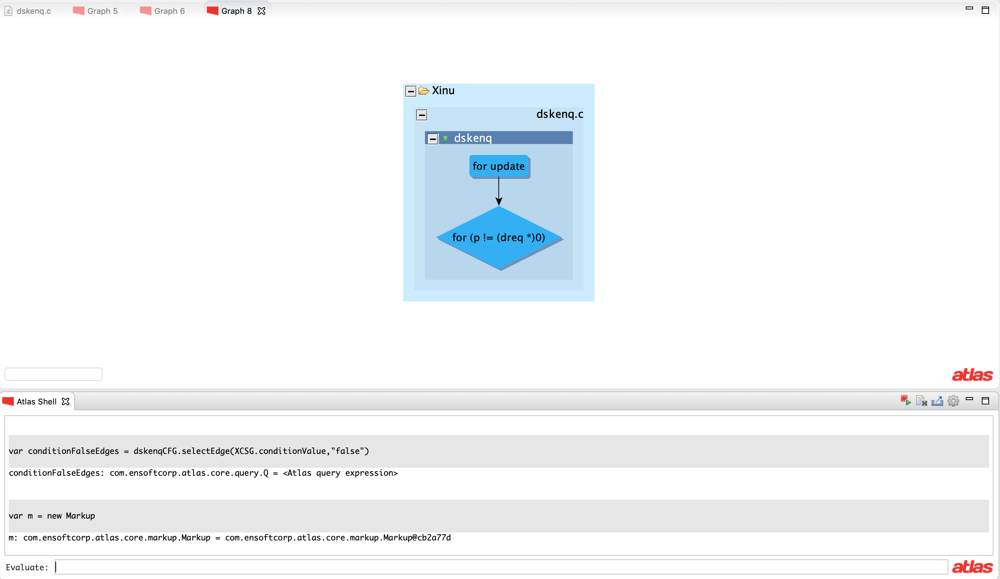 dskenq.c Graph 5 Graph 6 Graph 8
Xinu
dskenq.c
dskenq
for update
for (p != (dreq *)0)
atlas
Atlas Shell
var conditionFalseEdges = dskenqCFG.selectEdge(XCSG.conditionValue,"false")
conditionFalseEdges: com.ensoftcorp.atlas.core.query.Q = <Atlas query expression>
var m = new Markup
m: com.ensoftcorp.atlas.core.markup.Markup = com.ensoftcorp.atlas.core.markup.Markup@cb2a77d
Evaluate:
atlas